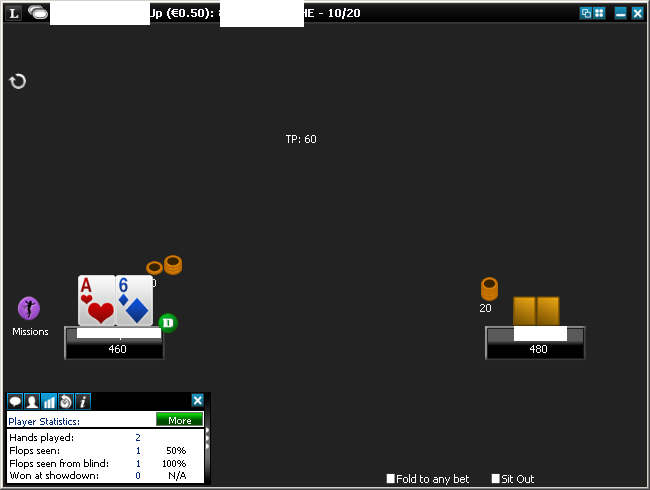 L Up (€0.50): HE - 10/20
TP: 60
A 6
0
D
20
Missions
460
480
Player Statistics: More
Hands played: 2
Flops seen: 1 50%
Flops seen from blind: 1 100%
Won at showdown: 0 N/A
Fold to any bet Sit Out